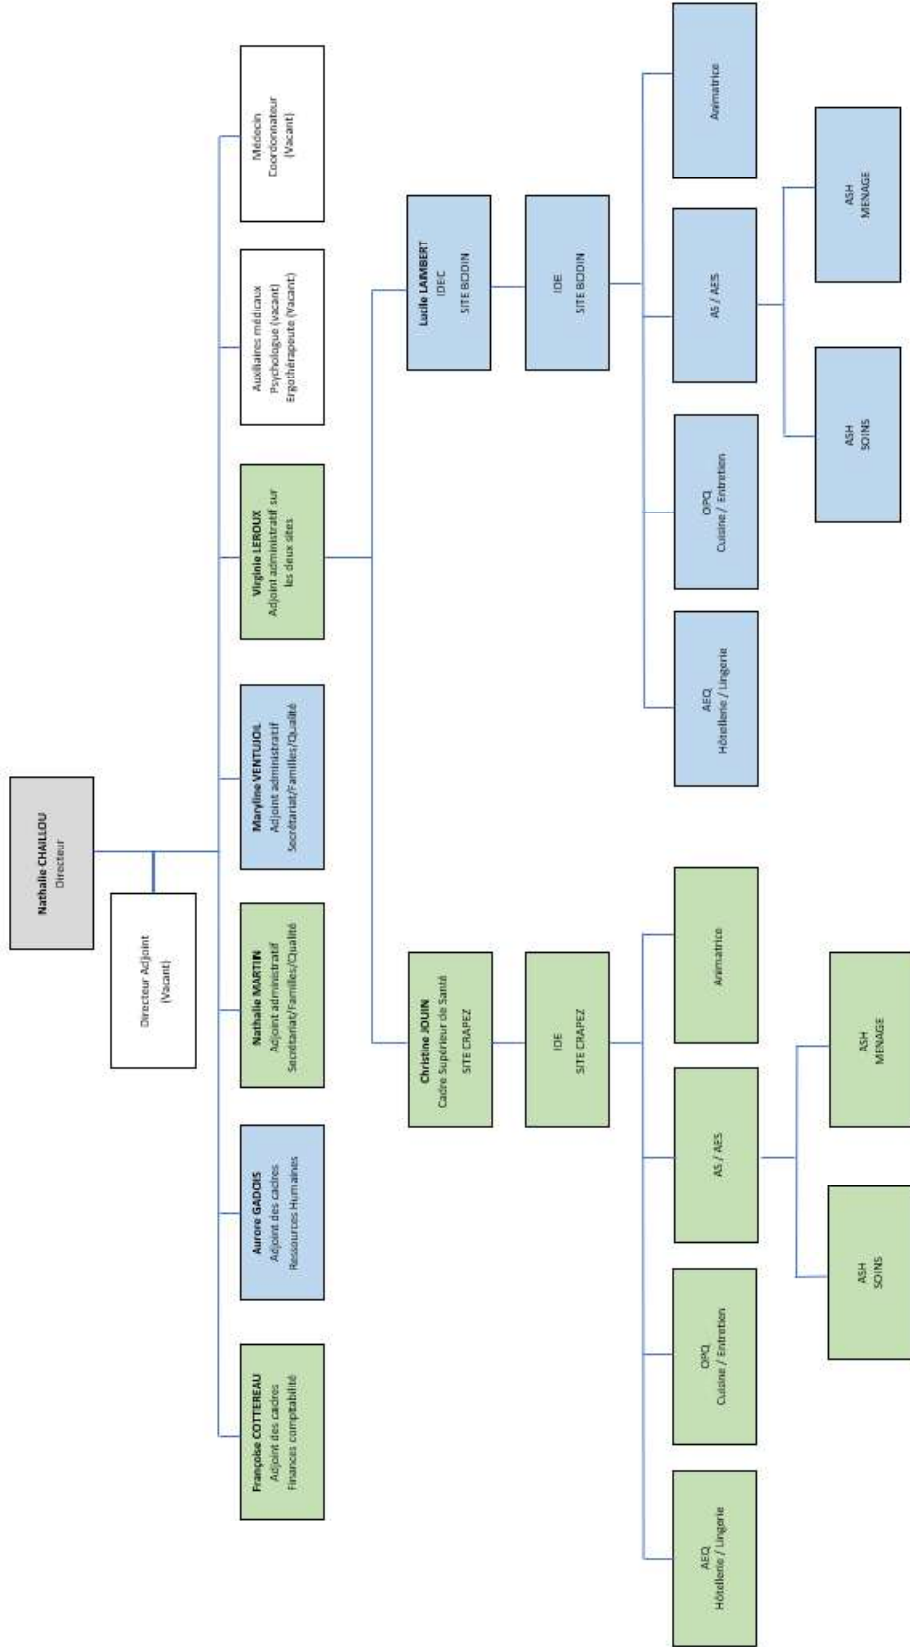 Nathalie CHAILLOU
Directeur
Directeur Adjoint
(Vacant)
Françoise COTTEREAU
Adjoint des cadres
Finances comptabilité
Aurore GADOIS
Adjoint des cadres
Ressources Humaines
Nathalie MARTIN
Adjoint administratif
Secrétariat/Familles/Qualité
Maryline VENTUJOL
Adjoint administratif
Secrétariat/Familles/Qualité
Virginie LEROUX
Adjoint administratif sur
les deux sites
Auxiliaires médicaux
Psychologue (vacant)
Ergothérapeute (Vacant)
Médecin
Coordonnateur
(Vacant)
Christine JOUIN
Cadre Supérieur de Santé
SITE CRAPEZ
Lucile LAMBERT
IDEC
SITE BODIN
IDE
SITE CRAPEZ
IDE
SITE BODIN
AEQ
Hôtellerie / Lingerie
OPQ
Cuisine / Entretien
AS / AES
Animatrice
AEQ
Hôtellerie / Lingerie
OPQ
Cuisine / Entretien
AS / AES
Animatrice
ASH
SOINS
ASH
MENAGE
ASH
SOINS
ASH
MENAGE